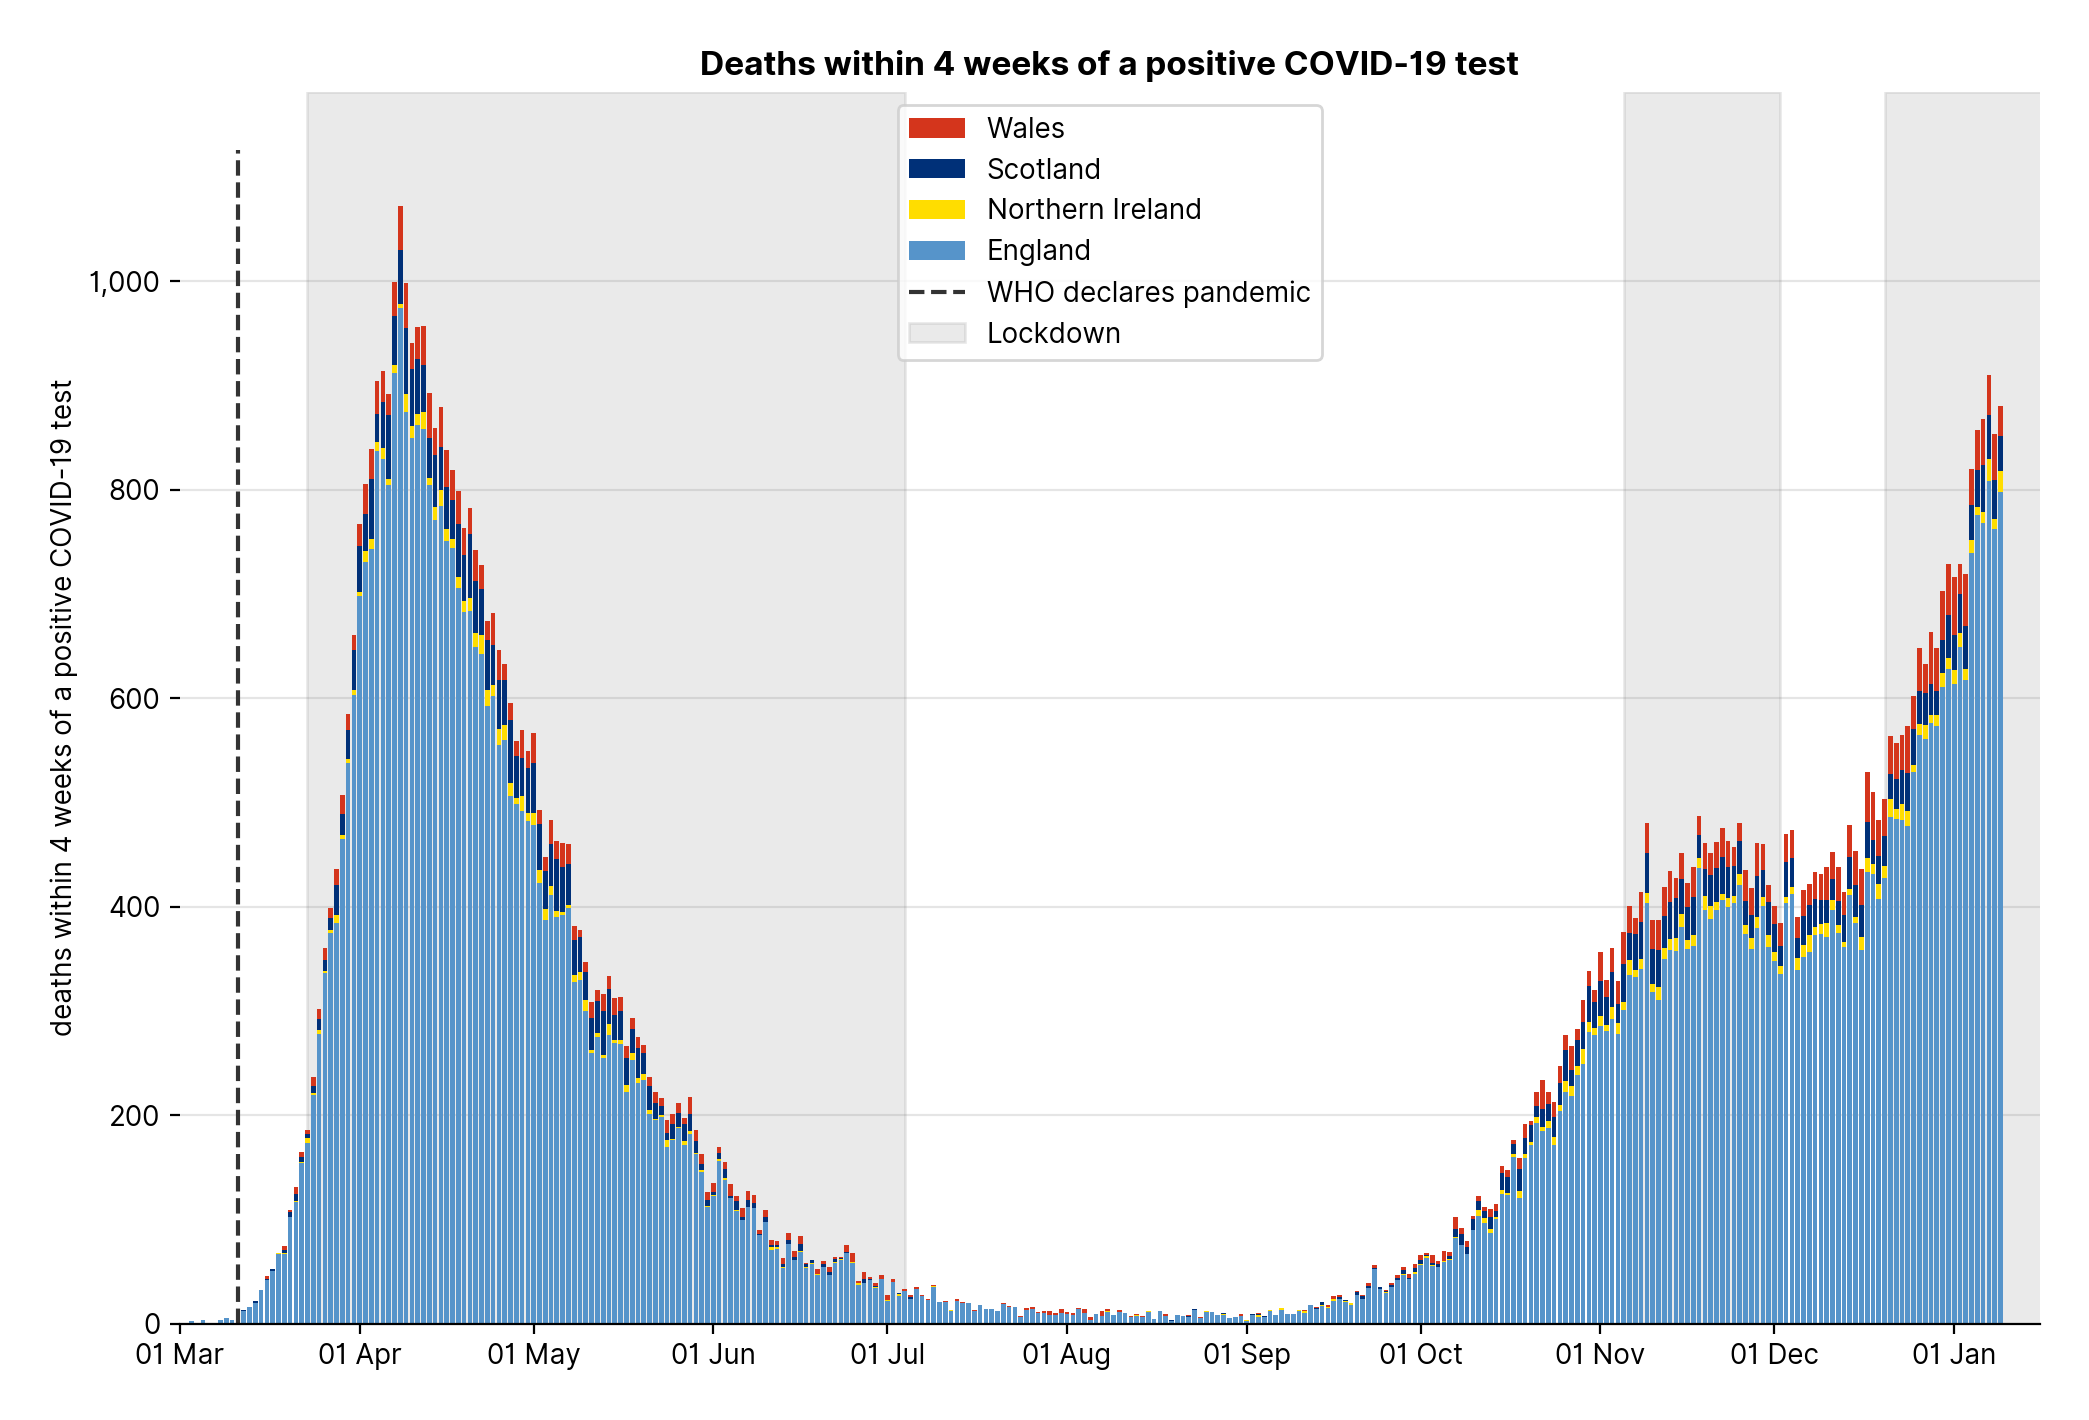 Deaths within 4 weeks of a positive COVID-19 test
Wales
Scotland
Northern Ireland
England
WHO declares pandemic
Lockdown
deaths within 4 weeks of a positive COVID-19 test
1,000
800
600
400
200
0
01 Mar
01 Apr
01 May
01 Jun
01 Jul
01 Aug
01 Sep
01 Oct
01 Nov
01 Dec
01 Jan